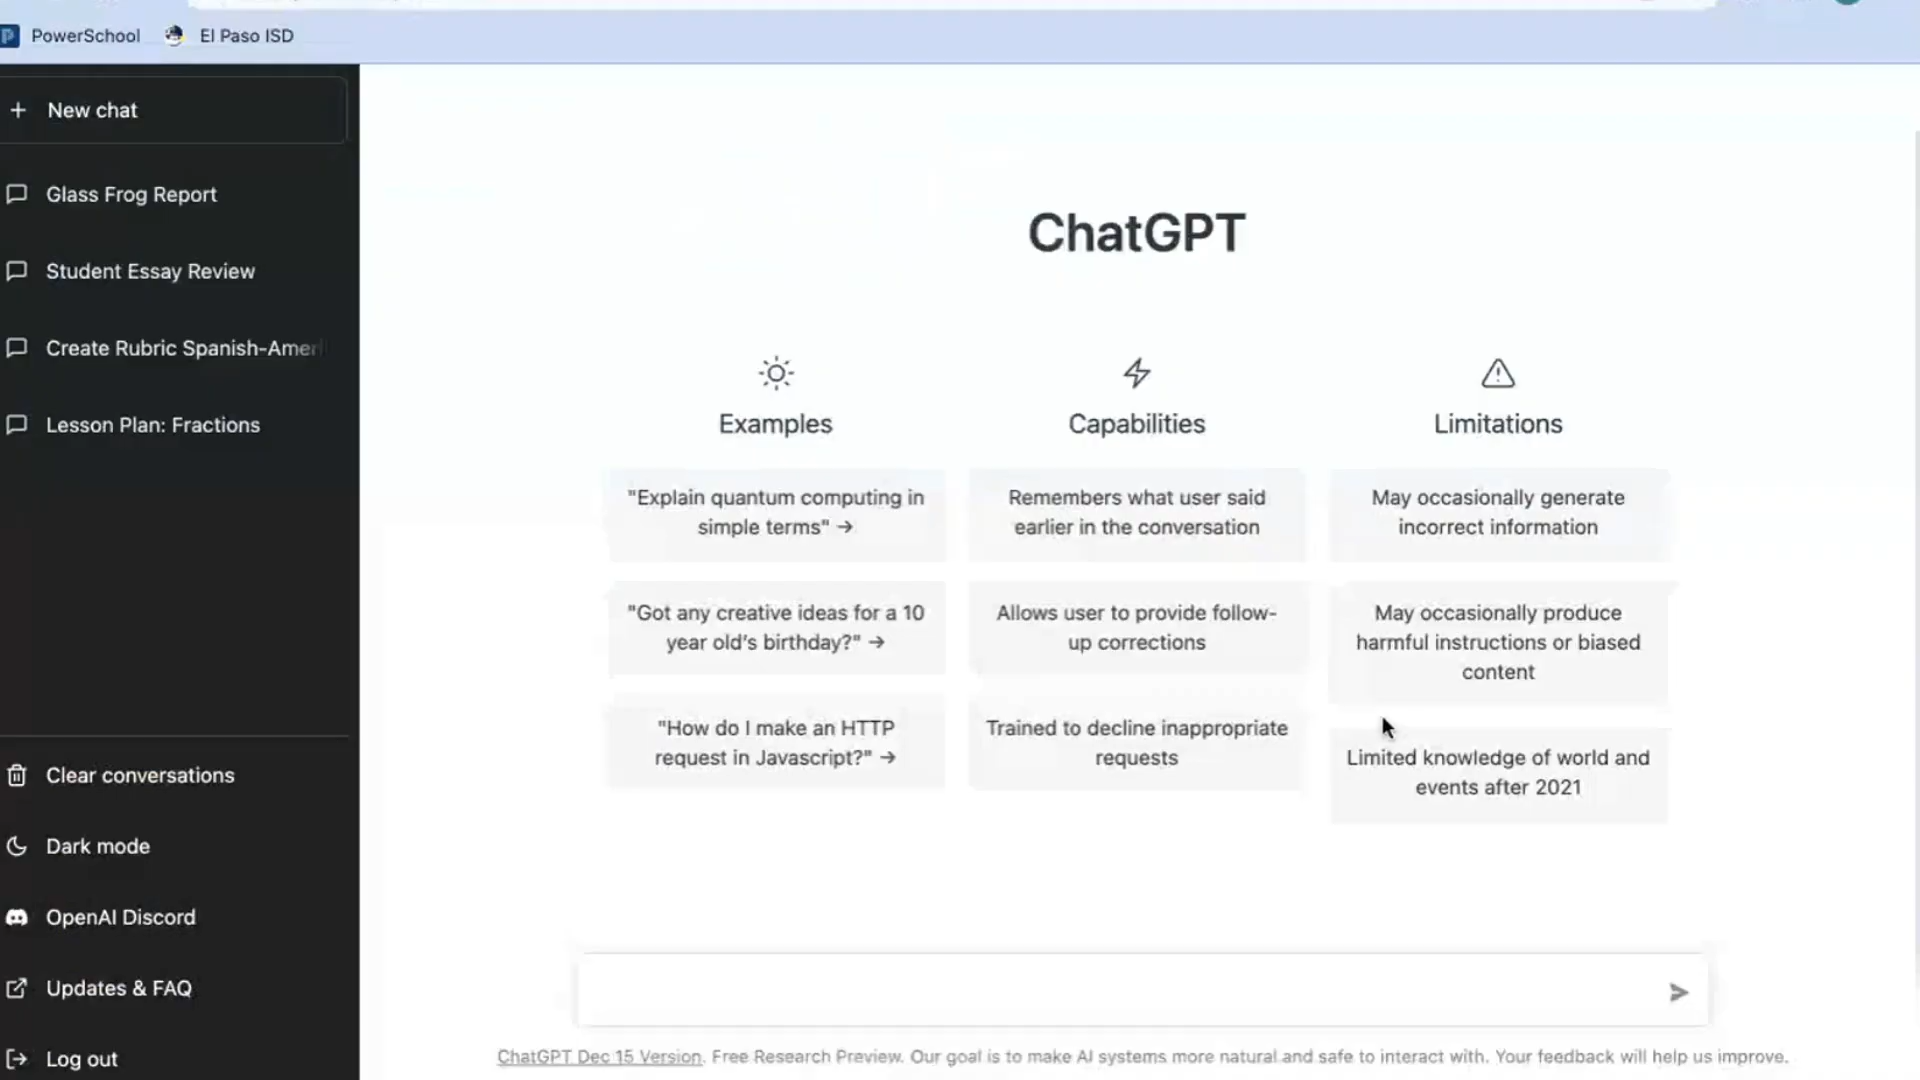 PowerSchool
El Paso ISD
New chat
Glass Frog Report
Student Essay Review
Create Rubric Spanish-Amer
Lesson Plan: Fractions
Clear conversations
Dark mode
OpenAI Discord
Updates & FAQ
Log out
ChatGPT
Examples
"Explain quantum computing in
simple terms" →
"Got any creative ideas for a 10
year old's birthday?" →
"How do I make an HTTP
request in Javascript?" →
Capabilities
Remembers what user said
earlier in the conversation
Allows user to provide follow-
up corrections
Trained to decline inappropriate
requests
Limitations
May occasionally generate
incorrect information
May occasionally produce
harmful instructions or biased
content
Limited knowledge of world and
events after 2021
ChatGPT Dec 15 Version. Free Research Preview. Our goal is to make AI systems more natural and safe to interact with. Your feedback will help us improve.